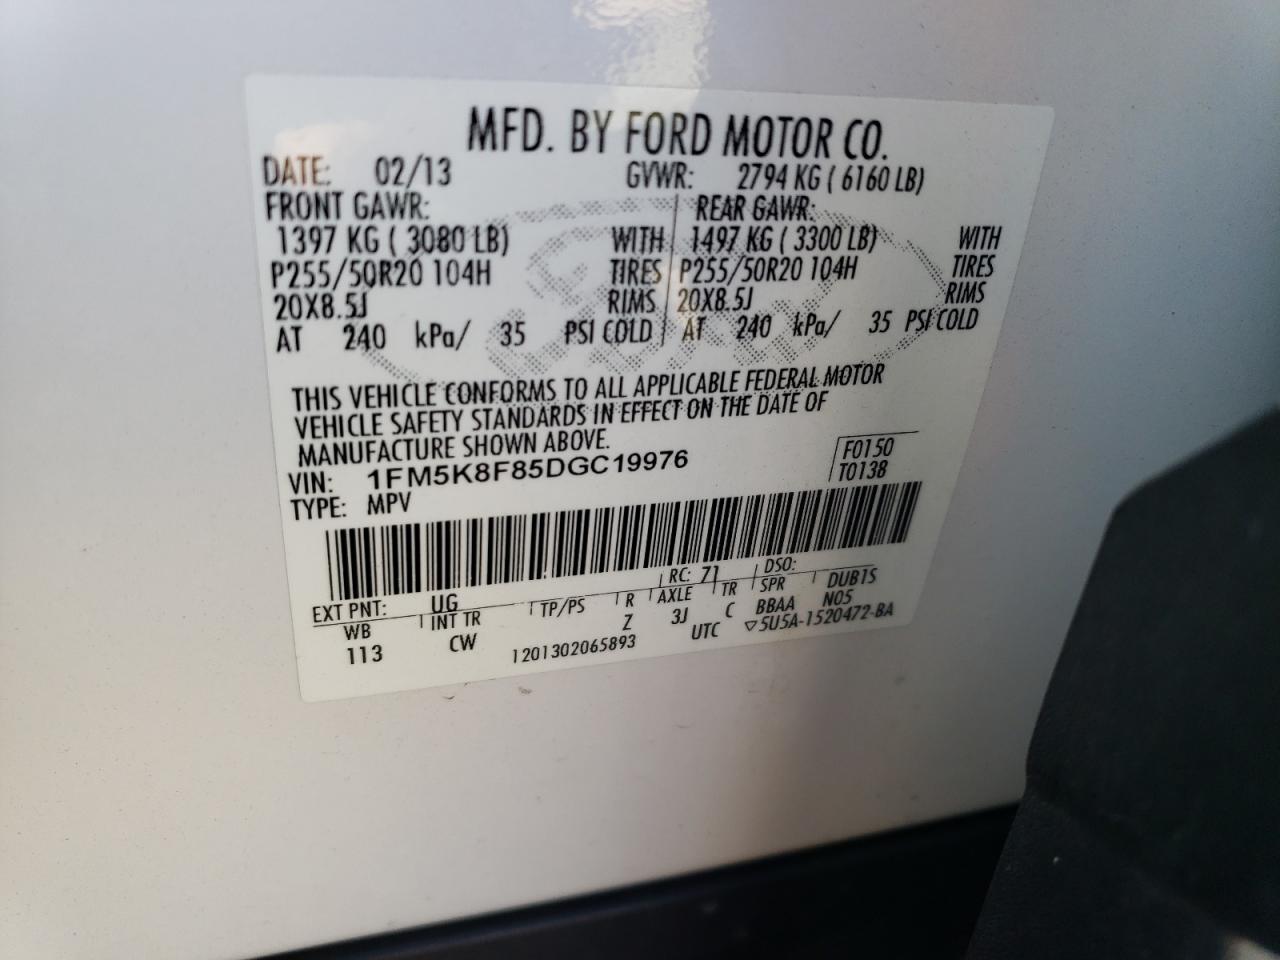 MFD. BY FORD MOTOR CO.
DATE: 02/13 GVWR: 2794 KG ( 6160 LB)
FRONT GAWR: REAR GAWR:
1397 KG ( 3080 LB) WITH 1497 KG ( 3300 LB) WITH
P255/50R20 104H TIRES P255/50R20 104H TIRES
20X8.5J RIMS 20X8.5J RIMS
AT 240 kPa/ 35 PSI COLD AT 240 kPa/ 35 PSI COLD
THIS VEHICLE CONFORMS TO ALL APPLICABLE FEDERAL MOTOR
VEHICLE SAFETY STANDARDS IN EFFECT ON THE DATE OF
MANUFACTURE SHOWN ABOVE.
VIN: 1FM5K8F85DGC19976 F0150
TYPE: MPV T0138
EXT PNT: UG RC: 71 DSO:
WB INT TR TP/PS R AXLE TR SPR DUB1S
113 CW Z 3J C BBAA N05
1201302065893 UTC ▽5U5A-1520472-BA
Ford